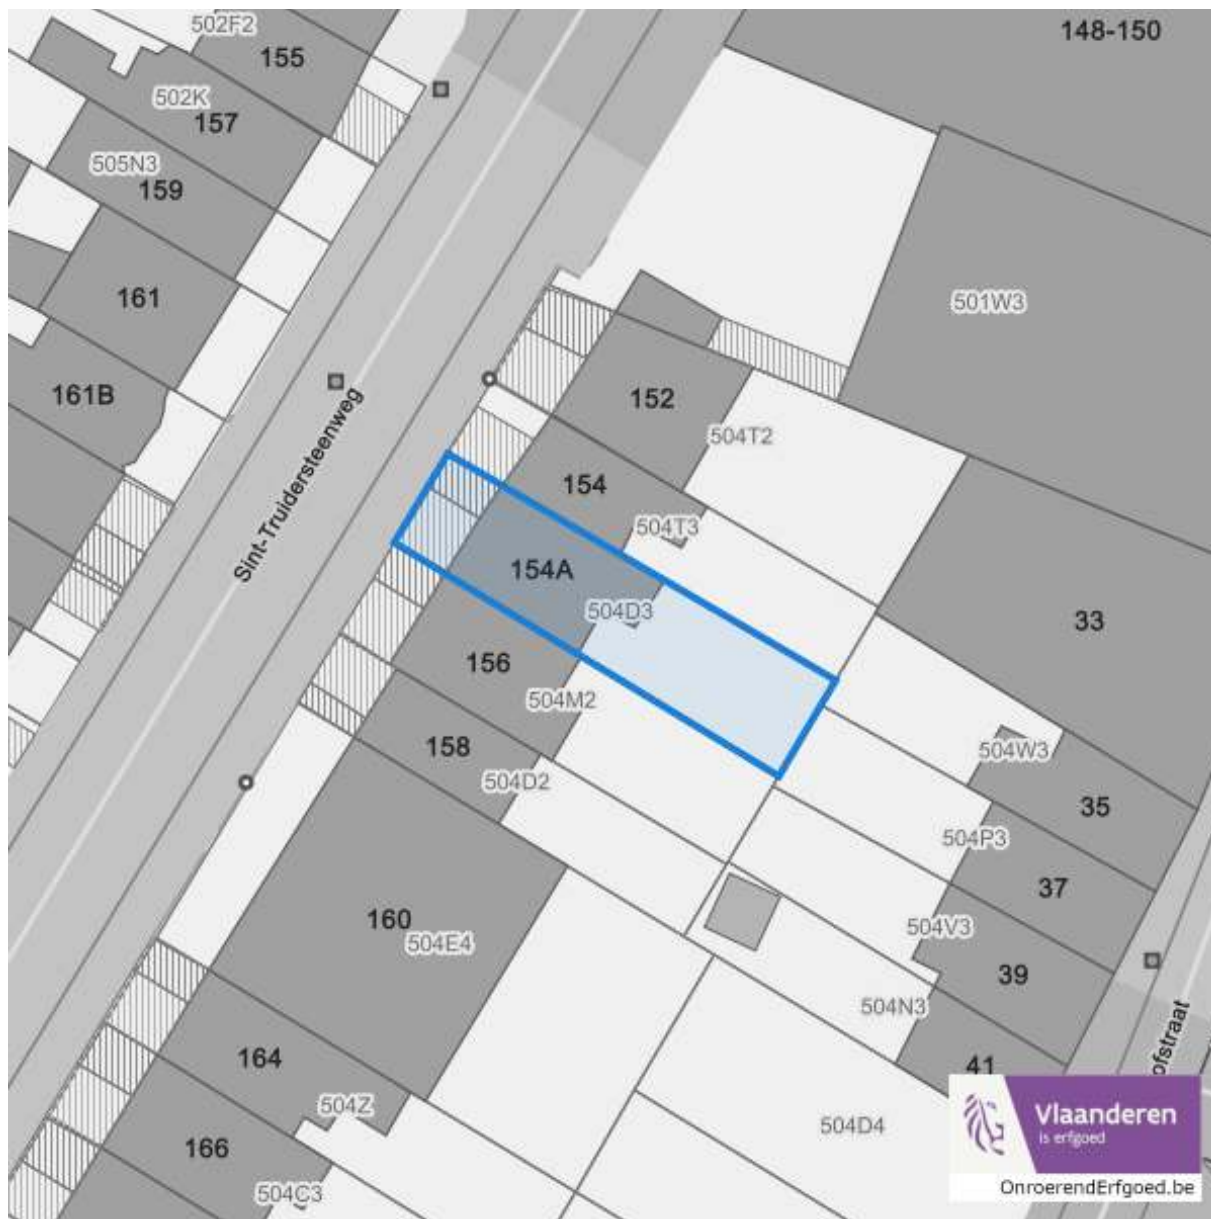 502F2
155
148-150
502K
157
505N3
159
161
501W3
161B
152
504T2
Sint-Truidersteenweg
154
504T3
154A
504D3
33
156
504M2
158
504D2
504W3
35
504P3
37
160
504E4
504V3
39
504N3
ofstraat
164
41
504Z
504D4
166
504C3
Vlaanderen
is erfgoed
OnroerendErfgoed.be